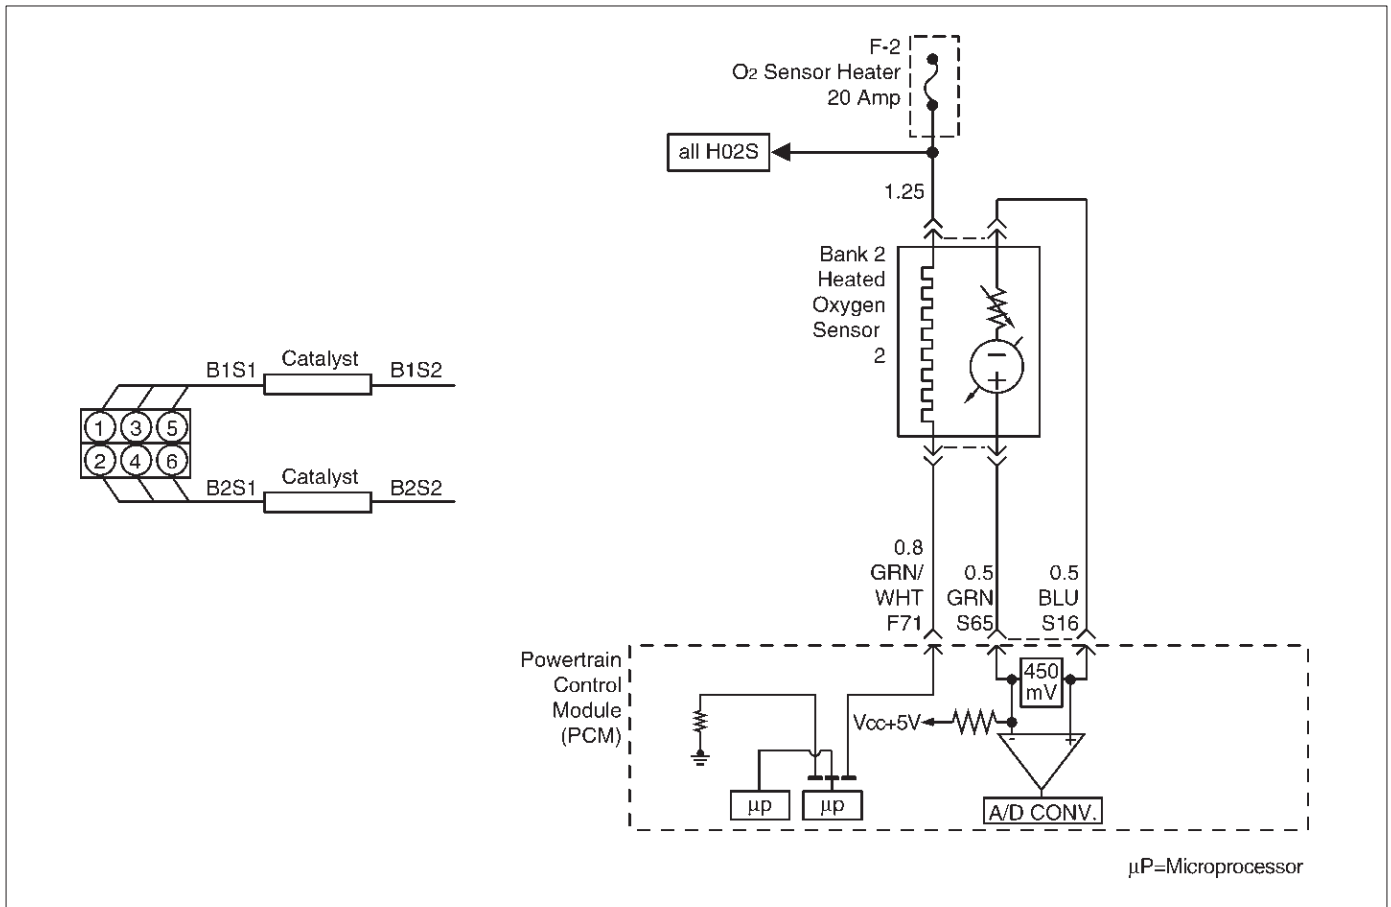 F-2
O2 Sensor Heater
20 Amp
all H02S
1.25
Bank 2
Heated
Oxygen
Sensor
2
−
+
B1S1
Catalyst
B1S2
1
3
5
2
4
6
B2S1
Catalyst
B2S2
0.8
GRN/
WHT
F71
0.5
GRN
S65
0.5
BLU
S16
Powertrain
Control
Module
(PCM)
450
mV
Vcc+5V
-
+
μp
μp
A/D CONV.
μP=Microprocessor